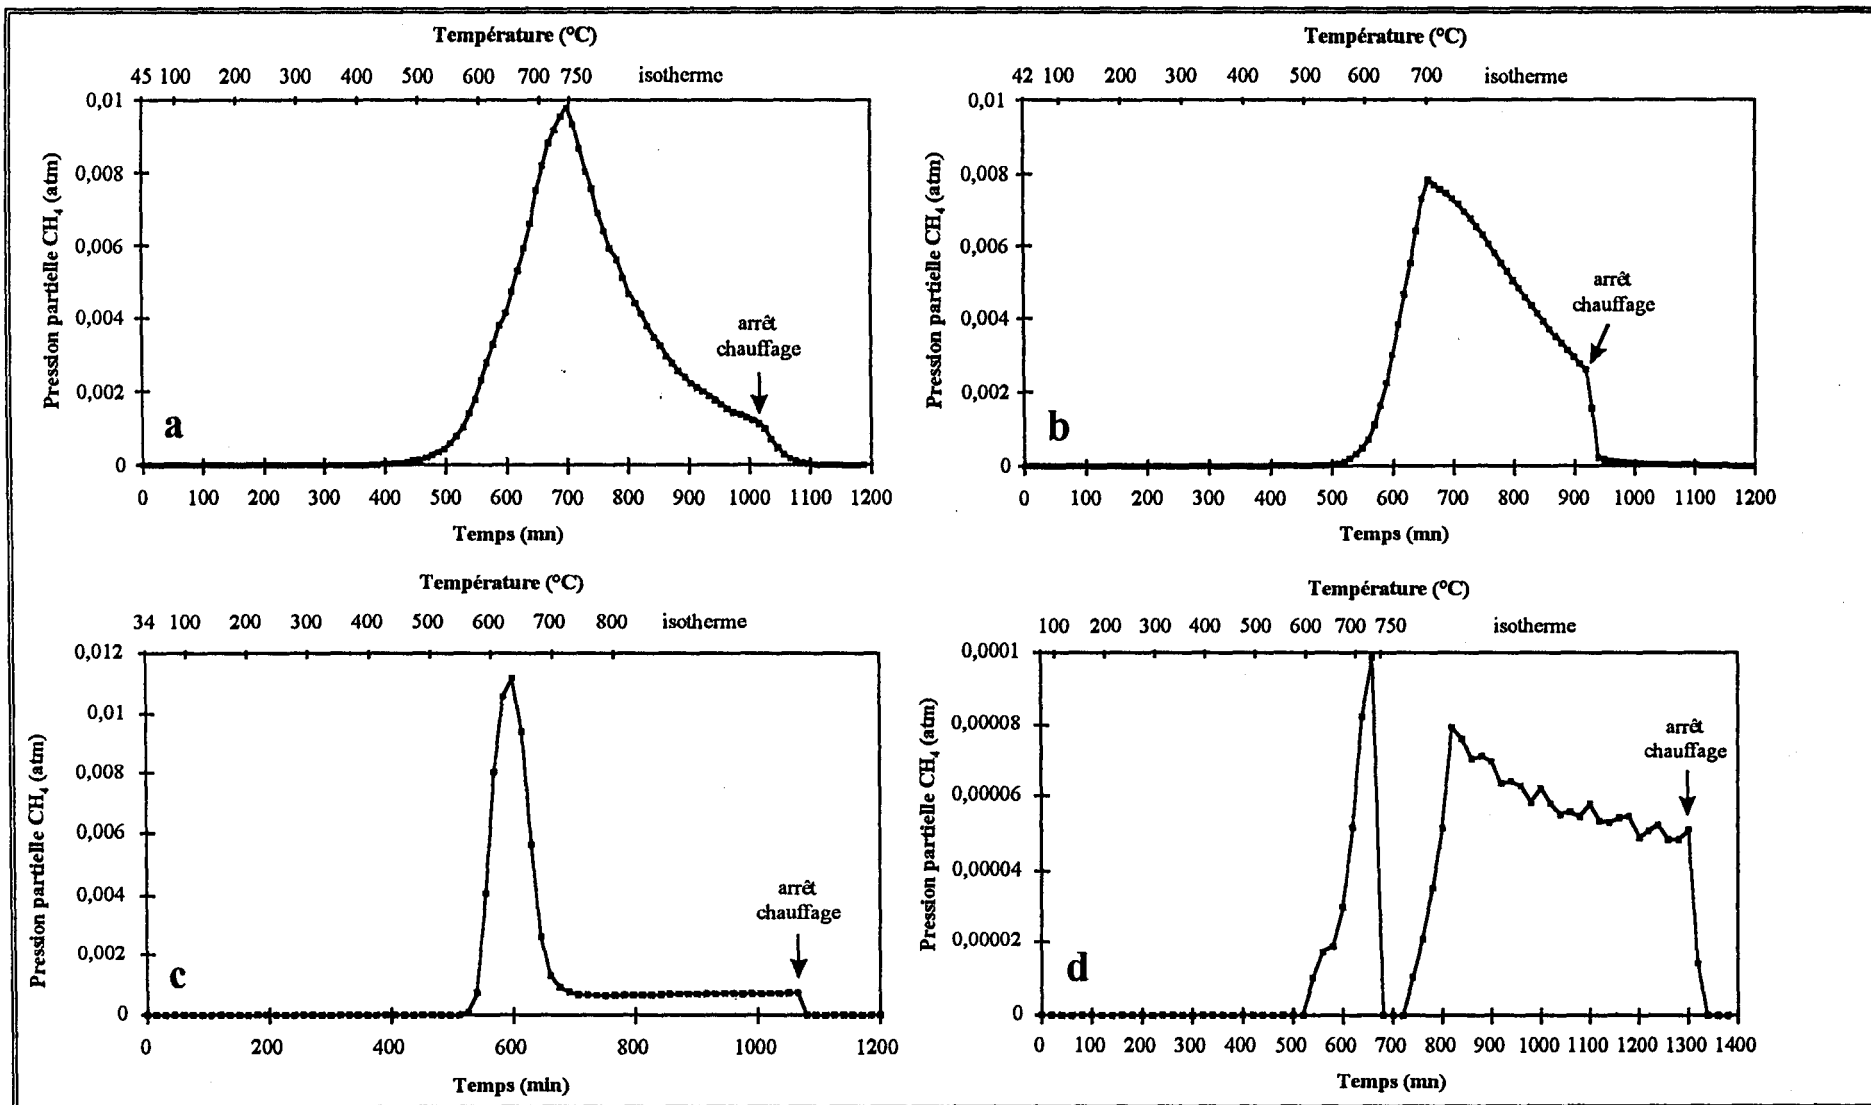 Température (°C)
45 100 200 300 400 500 600 700 750 isotherme
0,01
0,008
0,006
0,004
0,002
0
Pression partielle CH4 (atm)
arrêt
chauffage
a
0 100 200 300 400 500 600 700 800 900 1000 1100 1200
Temps (mn)
Température (°C)
42 100 200 300 400 500 600 700 isotherme
0,01
0,008
0,006
0,004
0,002
0
Pression partielle CH4 (atm)
arrêt
chauffage
b
0 100 200 300 400 500 600 700 800 900 1000 1100 1200
Temps (mn)
Température (°C)
34 100 200 300 400 500 600 700 800 isotherme
0,012
0,01
0,008
0,006
0,004
0,002
0
Pression partielle CH4 (atm)
arrêt
chauffage
c
0 200 400 600 800 1000 1200
Temps (min)
Température (°C)
100 200 300 400 500 600 700 750 isotherme
0,0001
0,00008
0,00006
0,00004
0,00002
0
Pression partielle CH4 (atm)
arrêt
chauffage
d
0 100 200 300 400 500 600 700 800 900 1000 1100 1200 1300 1400
Temps (mn)